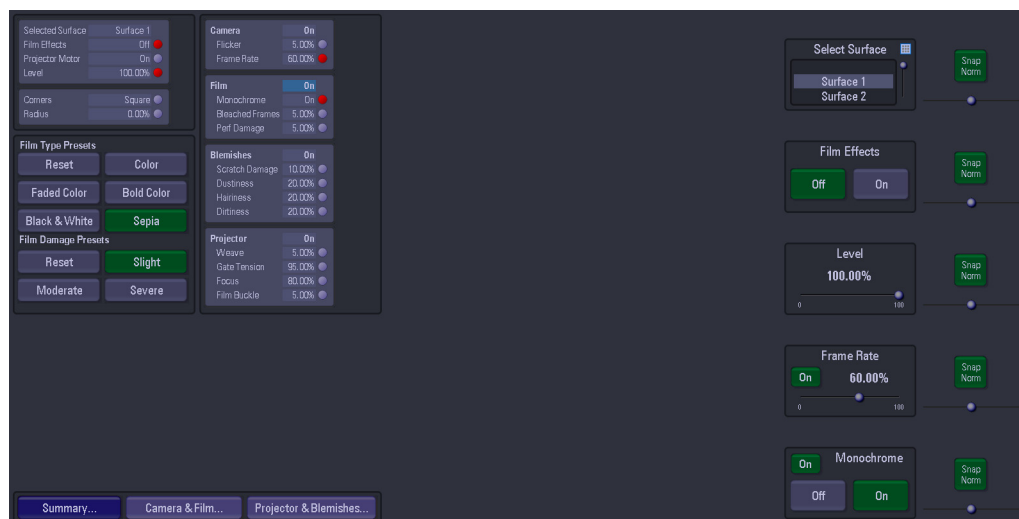 Selected Surface Surface 1
Film Effects Off
Projector Motor On
Level 100.00%
Corners Square
Radius 0.00%
Film Type Presets
Reset Color
Faded Color Bold Color
Black & White Sepia
Film Damage Presets
Reset Slight
Moderate Severe
Camera On
Flicker 5.00%
Frame Rate 60.00%
Film On
Monochrome On
Bleached Frames 5.00%
Perf Damage 5.00%
Blemishes On
Scratch Damage 10.00%
Dustiness 20.00%
Hairiness 20.00%
Dirtiness 20.00%
Projector On
Weave 5.00%
Gate Tension 95.00%
Focus 80.00%
Film Buckle 5.00%
Select Surface
Surface 1
Surface 2
Snap
Norm
Film Effects
Off On
Snap
Norm
Level
100.00%
0 100
Snap
Norm
Frame Rate
On 60.00%
0 100
Snap
Norm
On Monochrome
Off On
Snap
Norm
Summary... Camera & Film... Projector & Blemishes...